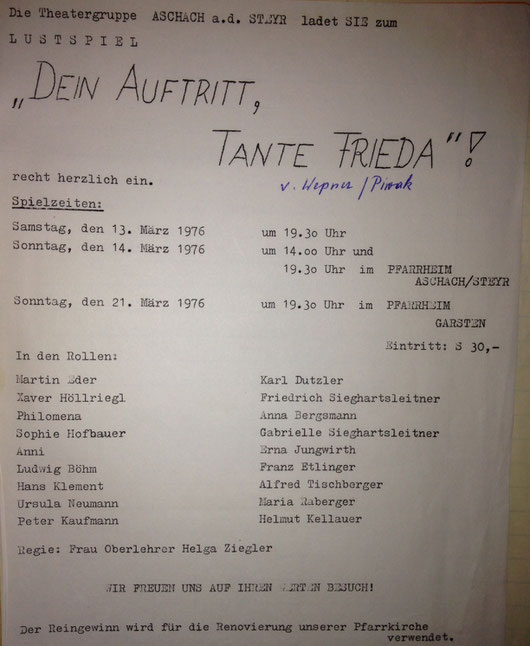 Die Theatergruppe ASCHACH a.d. STEYR ladet SIE zum
LUSTSPIEL
„DEIN AUFTRITT,
TANTE FRIEDA"!
recht herzlich ein.
v. Wepner / Pirwak
Spielzeiten:
Samstag, den 13. März 1976 um 19.30 Uhr
Sonntag, den 14. März 1976 um 14.oo Uhr und
19.30 Uhr im PFARRHEIM
ASCHACH/STEYR
Sonntag, den 21. März 1976 um 19.30 Uhr im PFARRHEIM
GARSTEN
Eintritt: S 30,-
In den Rollen:
Martin Eder Karl Dutzler
Xaver Höllriegl Friedrich Sieghartsleitner
Philomena Anna Bergsmann
Sophie Hofbauer Gabrielle Sieghartsleitner
Anni Erna Jungwirth
Ludwig Böhm Franz Etlinger
Hans Klement Alfred Tischberger
Ursula Neumann Maria Raberger
Peter Kaufmann Helmut Kellauer
Regie: Frau Oberlehrer Helga Ziegler
WIR FREUEN UNS AUF IHREN WERTEN BESUCH!
Der Reingewinn wird für die Renovierung unserer Pfarrkirche
verwendet.